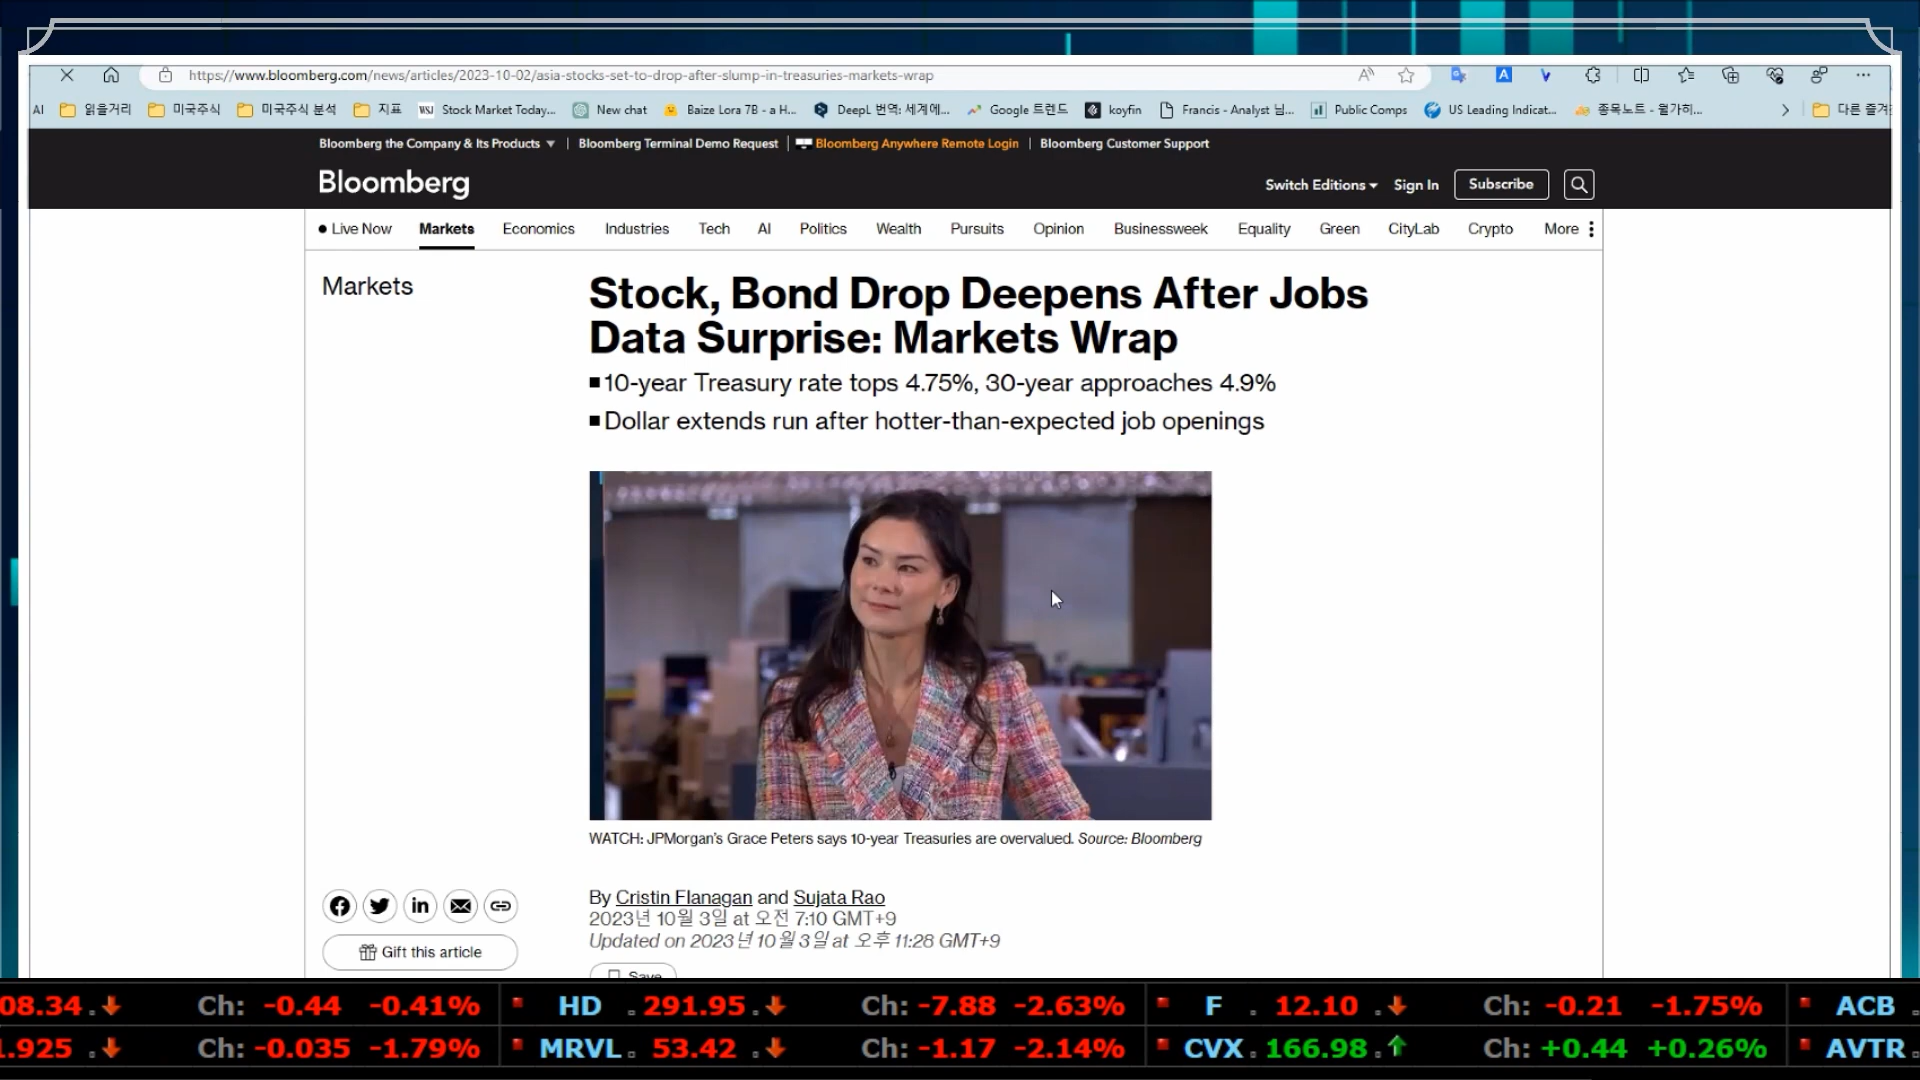 https://www.bloomberg.com/news/articles/2023-10-02/asia-stocks-set-to-drop-after-slump-in-treasuries-markets-wrap
AI 읽을거리 미국주식 미국주식 분석 지표 WSJ Stock Market Today... New chat Baize Lora 7B - a H... DeepL 번역: 세계에... Google 트렌드 koyfin Francis - Analyst 님... Public Comps US Leading Indicat... 종목노트 - 월가히... 다른 즐겨
Bloomberg the Company & Its Products ▼ | Bloomberg Terminal Demo Request | Bloomberg Anywhere Remote Login | Bloomberg Customer Support
Bloomberg
Switch Editions Sign In Subscribe
Live Now Markets Economics Industries Tech AI Politics Wealth Pursuits Opinion Businessweek Equality Green CityLab Crypto More
Markets
Stock, Bond Drop Deepens After Jobs
Data Surprise: Markets Wrap
■ 10-year Treasury rate tops 4.75%, 30-year approaches 4.9%
■ Dollar extends run after hotter-than-expected job openings
WATCH: JPMorgan's Grace Peters says 10-year Treasuries are overvalued. Source: Bloomberg
By Cristin Flanagan and Sujata Rao
2023년 10월 3일 at 오전 7:10 GMT+9
Updated on 2023년 10월 3일 at 오후 11:28 GMT+9
Gift this article
Save
08.34 Ch: -0.44 -0.41% HD 291.95 Ch: -7.88 -2.63% F 12.10 Ch: -0.21 -1.75% ACB
.925 Ch: -0.035 -1.79% MRVL 53.42 Ch: -1.17 -2.14% CVX 166.98 Ch: +0.44 +0.26% AVTR